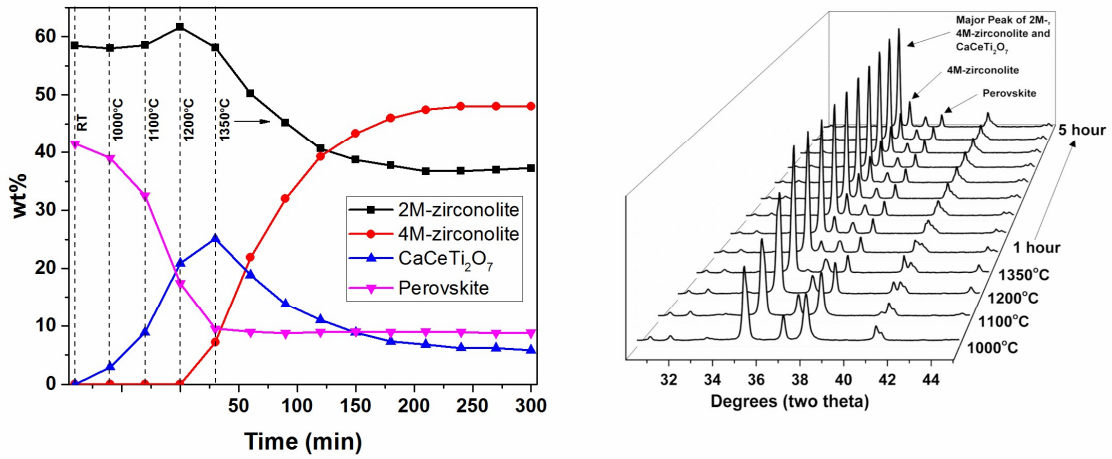 wt%
60
50
40
30
20
10
0
RT
1000°C
1100°C
1200°C
1350°C
2M-zirconolite
4M-zirconolite
CaCeTi₂O₇
Perovskite
50 100 150 200 250 300
Time (min)
Major Peak of 2M-,
4M-zirconolite and
CaCeTi₂O₇
4M-zirconolite
Perovskite
5 hour
1 hour
1350°C
1200°C
1100°C
1000°C
32 34 36 38 40 42 44
Degrees (two theta)